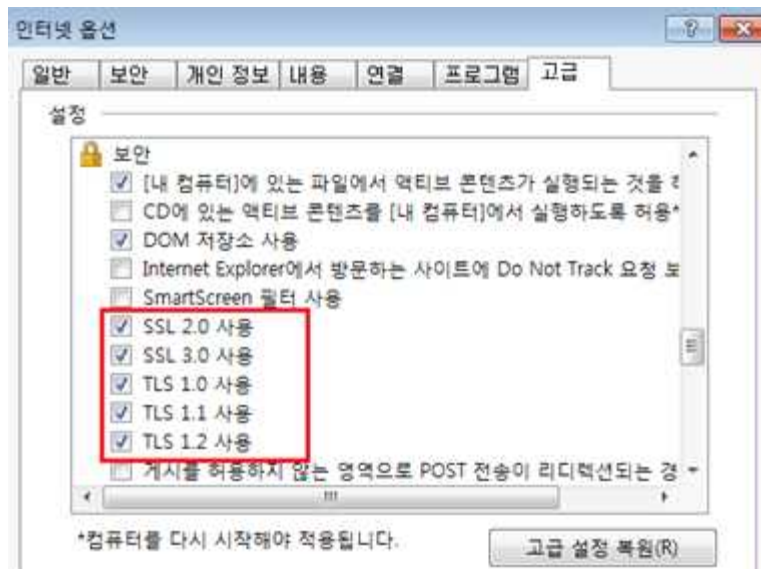 인터넷 옵션
일반 보안 개인 정보 내용 연결 프로그램 고급
설정
보안
[내 컴퓨터]에 있는 파일에서 액티브 콘텐츠가 실행되는 것을
CD에 있는 액티브 콘텐츠를 [내 컴퓨터]에서 실행하도록 허용*
DOM 저장소 사용
Internet Explorer에서 방문하는 사이트에 Do Not Track 요청
SmartScreen 필터 사용
SSL 2.0 사용
SSL 3.0 사용
TLS 1.0 사용
TLS 1.1 사용
TLS 1.2 사용
게시를 허용하지 않는 영역으로 POST 전송이 리디렉션되는 경
*컴퓨터를 다시 시작해야 적용됩니다.
고급 설정 복원(R)